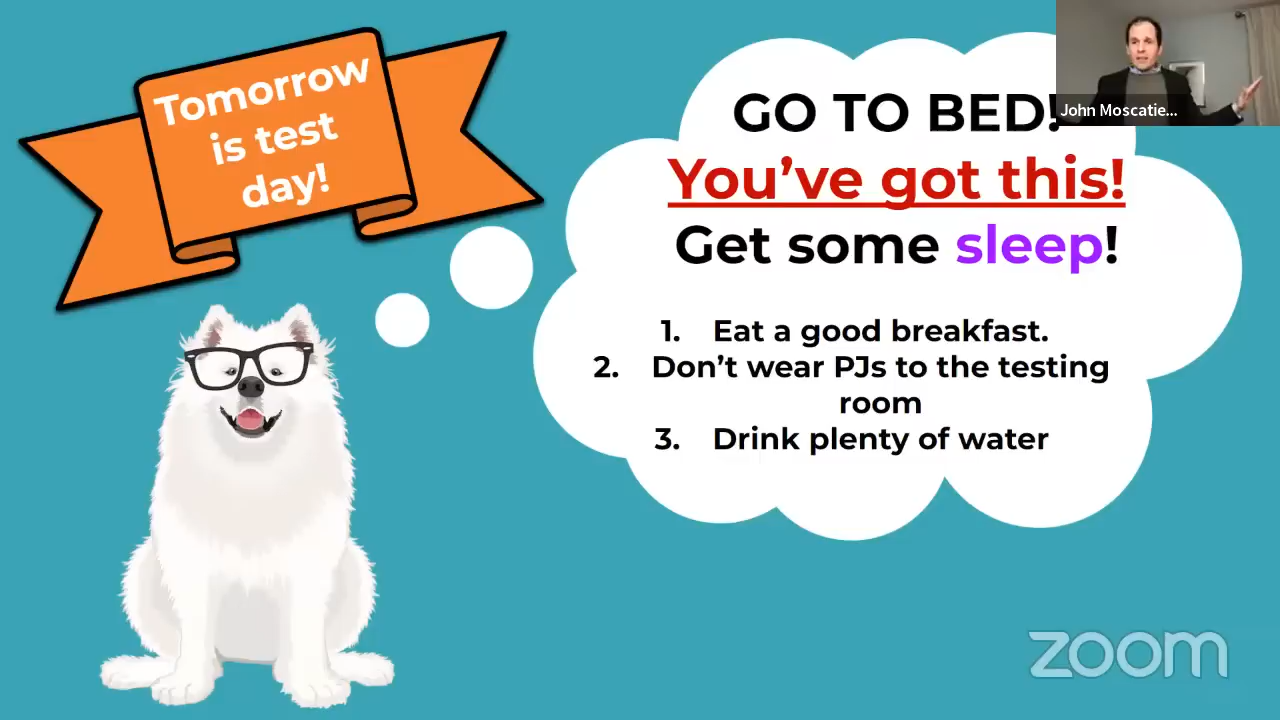 Tomorrow
is test
day!
GO TO BED!
You've got this!
Get some sleep!
1. Eat a good breakfast.
2. Don't wear PJs to the testing
room
3. Drink plenty of water
John Moscatie...
zoom